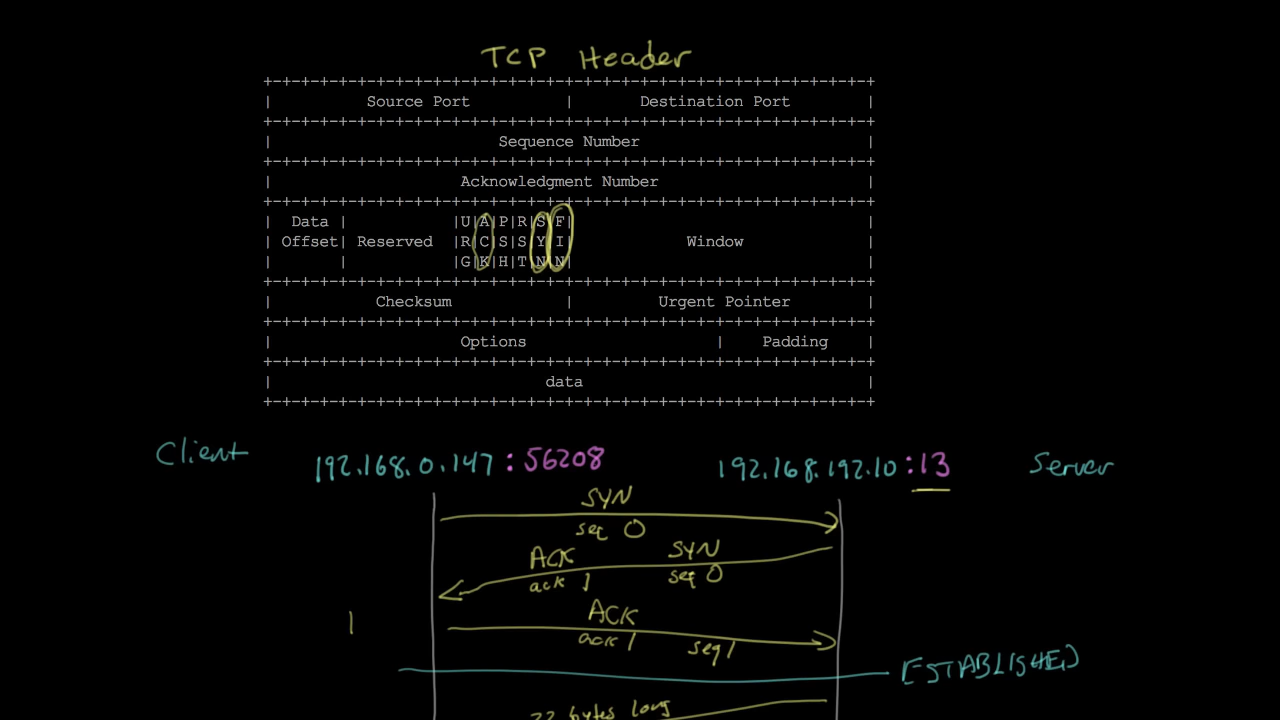 TCP Header
+-+-+-+-+-+-+-+-+-+-+-+-+-+-+-+-+-+-+-+-+-+-+-+-+-+-+-+-+-+-+-+-+
|          Source Port          |       Destination Port        |
+-+-+-+-+-+-+-+-+-+-+-+-+-+-+-+-+-+-+-+-+-+-+-+-+-+-+-+-+-+-+-+-+
|                        Sequence Number                        |
+-+-+-+-+-+-+-+-+-+-+-+-+-+-+-+-+-+-+-+-+-+-+-+-+-+-+-+-+-+-+-+-+
|                    Acknowledgment Number                      |
+-+-+-+-+-+-+-+-+-+-+-+-+-+-+-+-+-+-+-+-+-+-+-+-+-+-+-+-+-+-+-+-+
|  Data |           |U|A|P|R|S|F|                               |
| Offset| Reserved  |R|C|S|S|Y|I|            Window             |
|       |           |G|K|H|T|N|N|                               |
+-+-+-+-+-+-+-+-+-+-+-+-+-+-+-+-+-+-+-+-+-+-+-+-+-+-+-+-+-+-+-+-+
|           Checksum            |         Urgent Pointer        |
+-+-+-+-+-+-+-+-+-+-+-+-+-+-+-+-+-+-+-+-+-+-+-+-+-+-+-+-+-+-+-+-+
|                    Options                    |    Padding    |
+-+-+-+-+-+-+-+-+-+-+-+-+-+-+-+-+-+-+-+-+-+-+-+-+-+-+-+-+-+-+-+-+
|                             data                              |
+-+-+-+-+-+-+-+-+-+-+-+-+-+-+-+-+-+-+-+-+-+-+-+-+-+-+-+-+-+-+-+-+
Client 192.168.0.147:56208 192.168.192.10:13 Server
SYN
seq 0
ACK SYN
ack 1 seq 0
ACK
1 ack 1 seq 1
ESTABLISHED
bytes long